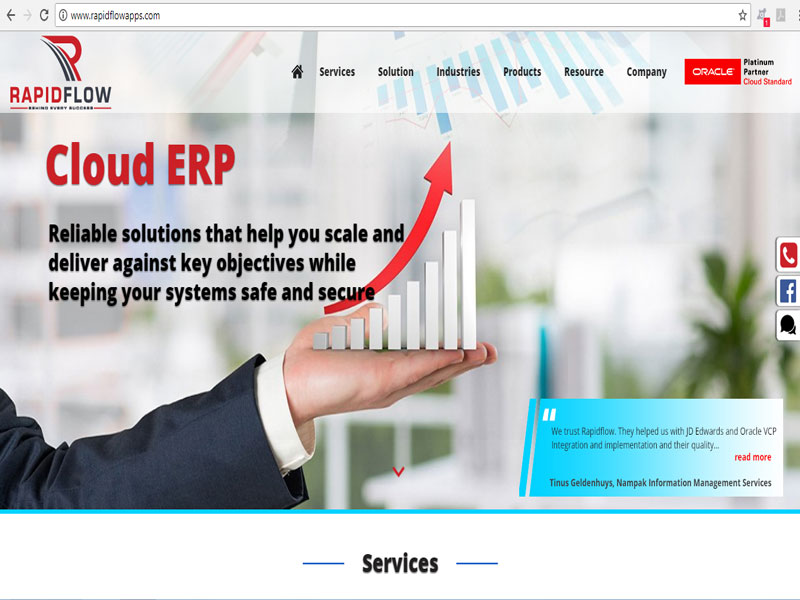 www.rapidflowapps.com
RAPIDFLOW
BEHIND EVERY SUCCESS
Services Solution Industries Products Resource Company
ORACLE
Platinum
Partner
Cloud Standard
1
Cloud ERP
Reliable solutions that help you scale and
deliver against key objectives while
keeping your systems safe and secure
We trust Rapidflow. They helped us with JD Edwards and Oracle VCP
Integration and implementation and their quality...
read more
Tinus Geldenhuys, Nampak Information Management Services
Services